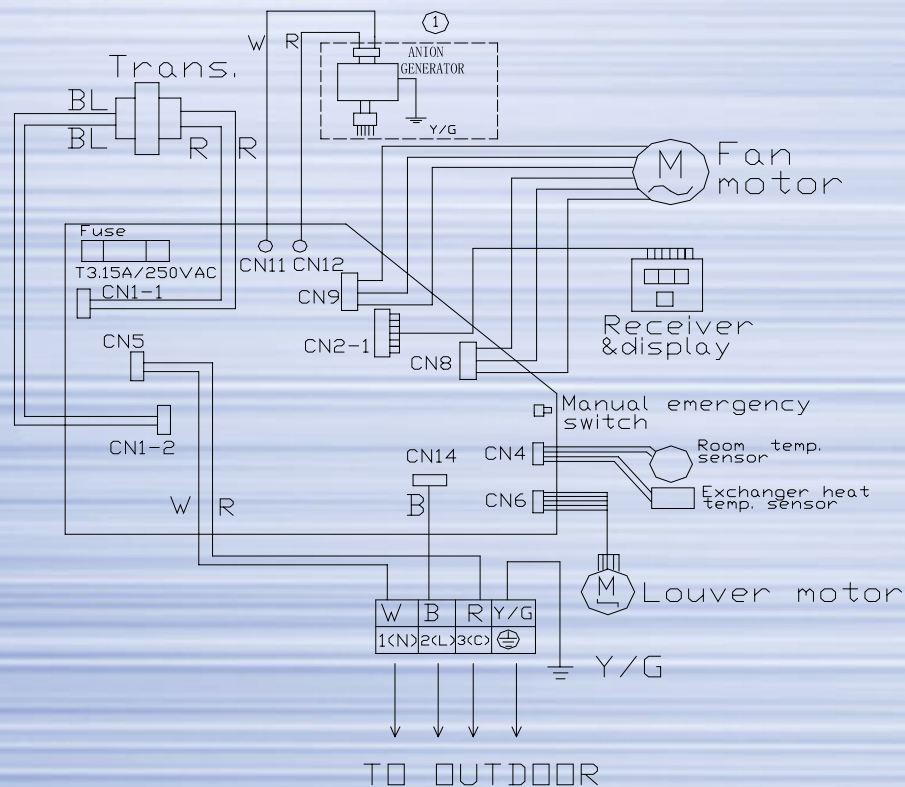 1
W R
ANION
GENERATOR
Y/G
Trans.
BL
BL
R R
M
Fan
motor
Fuse
T3.15A/250VAC
CN1-1
CN11 CN12
CN9
CN2-1
CN8
Receiver
&display
CN5
CN1-2
Manual emergency
switch
CN4
Room temp.
sensor
CN14
CN6
Exchanger heat
temp. sensor
W R
B
M
Louver motor
W B R Y/G
1(N) 2(L) 3(C)
Y/G
TO OUTDOOR